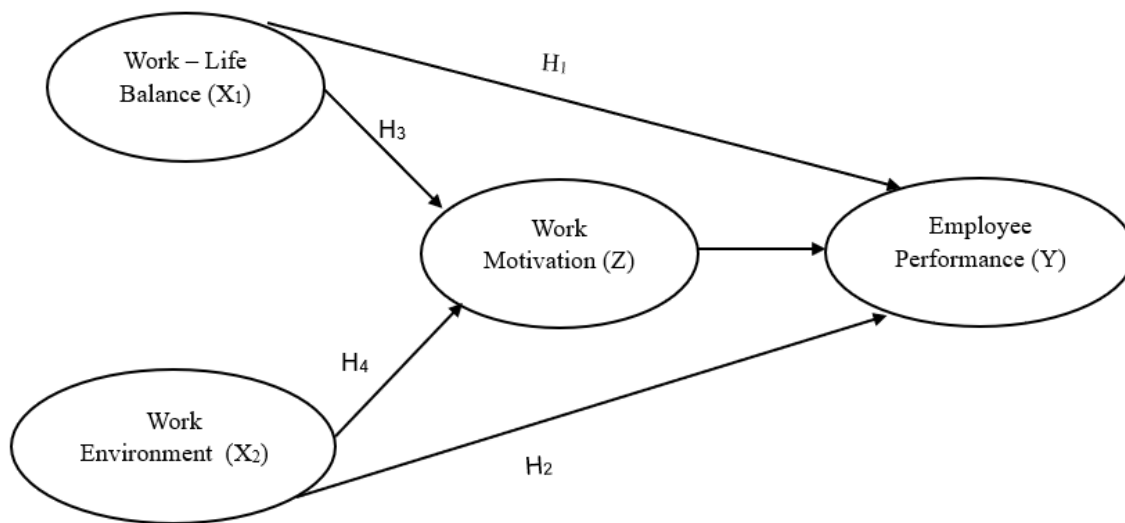 Work – Life
Balance (X₁)
H₁
H₃
Work
Motivation (Z)
Employee
Performance (Y)
H₄
Work
Environment (X₂)
H₂